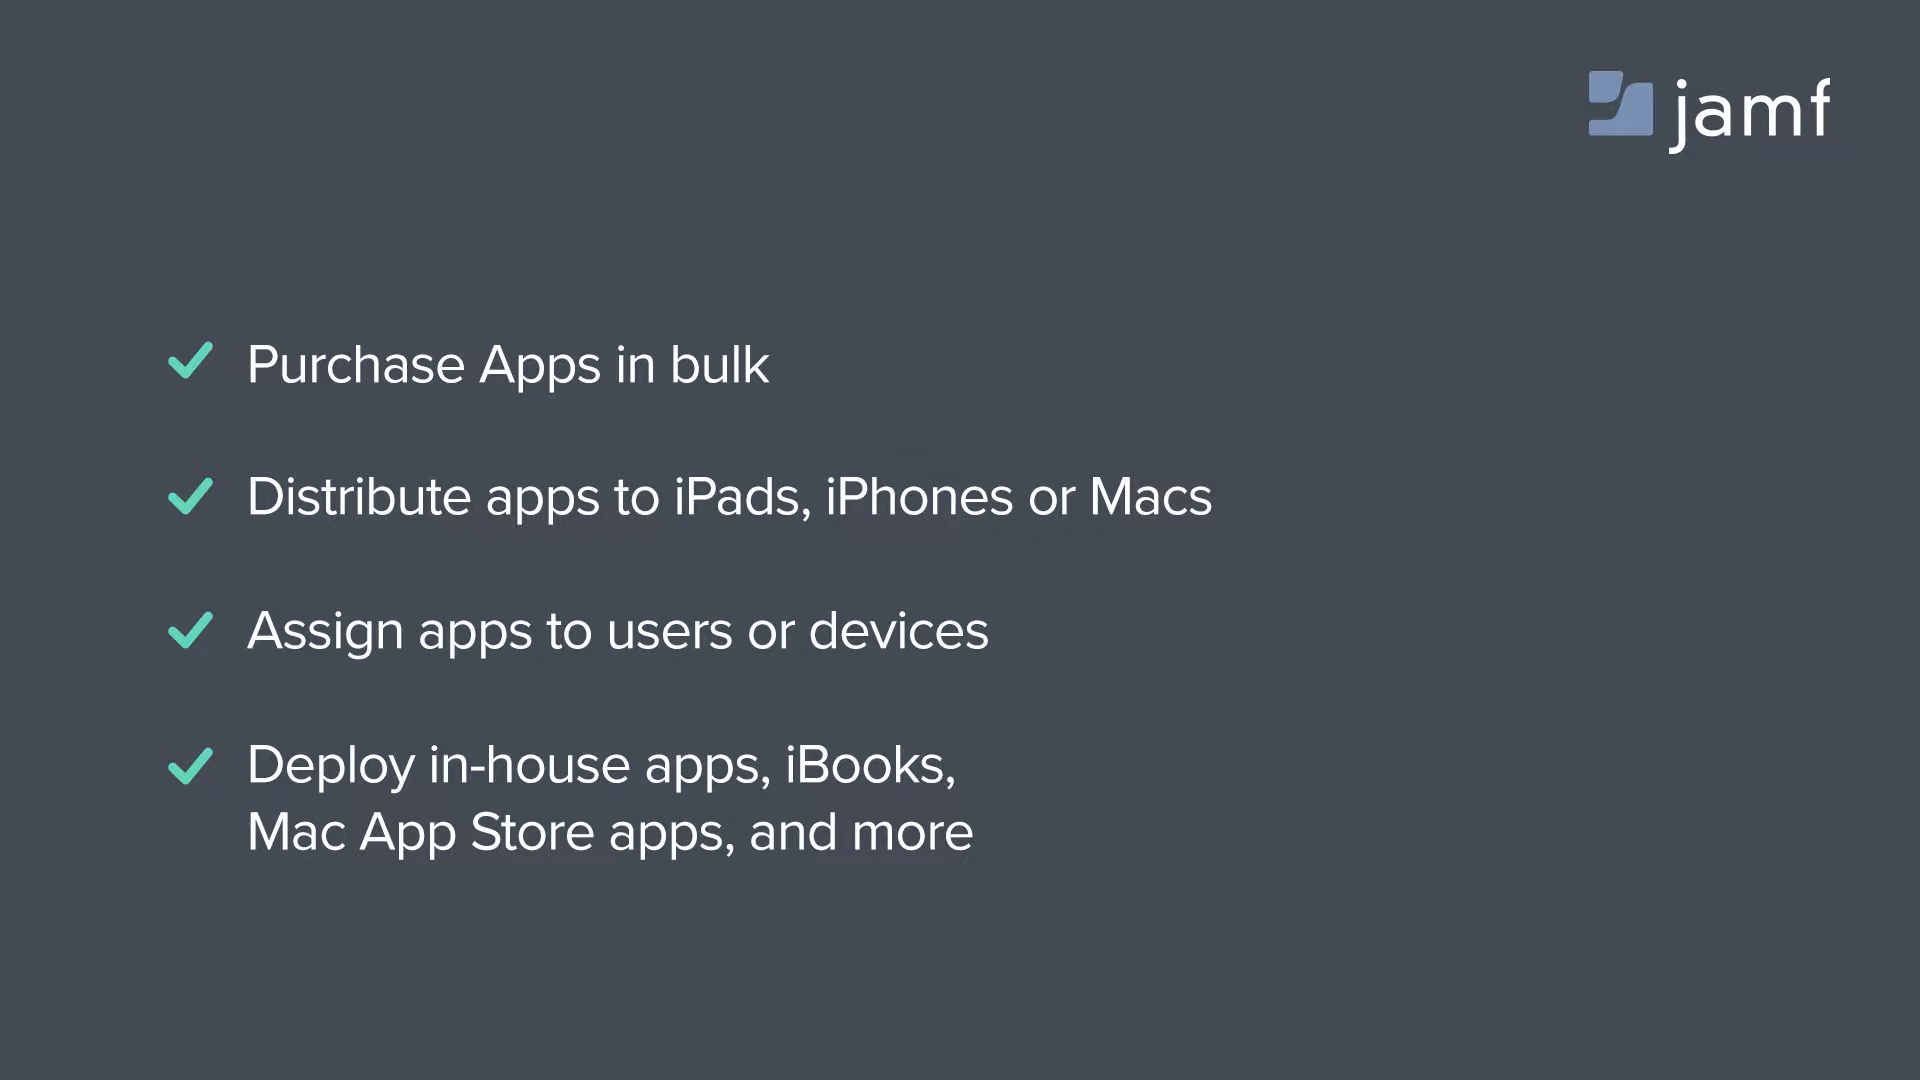 jamf
Purchase Apps in bulk
Distribute apps to iPads, iPhones or Macs
Assign apps to users or devices
Deploy in-house apps, iBooks,
Mac App Store apps, and more